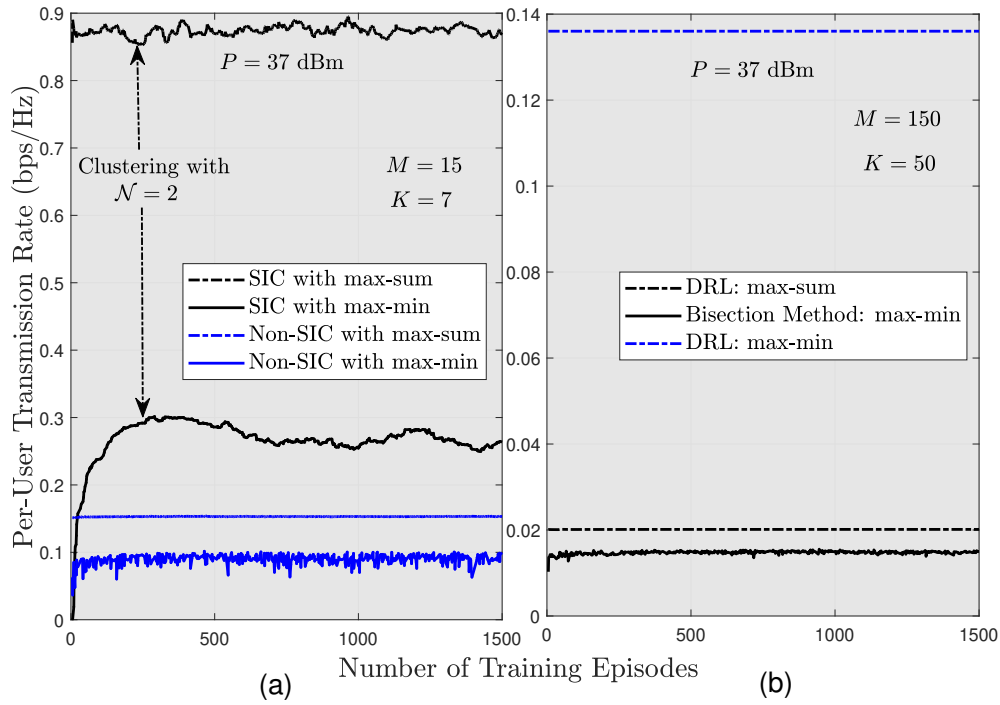 Per-User Transmission Rate (bps/Hz)
0.9
0.8
0.7
0.6
0.5
0.4
0.3
0.2
0.1
0
P = 37 dBm
Clustering with
𝒩 = 2
M = 15
K = 7
SIC with max-sum
SIC with max-min
Non-SIC with max-sum
Non-SIC with max-min
0
500
1000
1500
(a)
0.14
0.12
0.1
0.08
0.06
0.04
0.02
0
P = 37 dBm
M = 150
K = 50
DRL: max-sum
Bisection Method: max-min
DRL: max-min
0
500
1000
1500
(b)
Number of Training Episodes